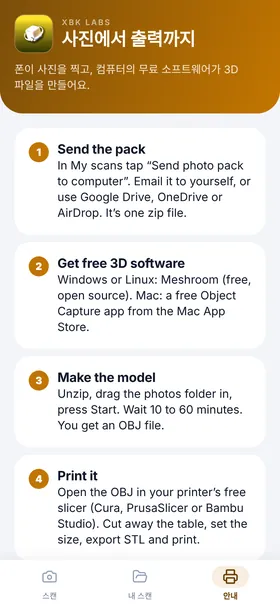 XBK LABS
사진에서 출력까지
폰이 사진을 찍고, 컴퓨터의 무료 소프트웨어가 3D
파일을 만들어요.
1
Send the pack
In My scans tap “Send photo pack
to computer”. Email it to yourself, or
use Google Drive, OneDrive or
AirDrop. It’s one zip file.
2
Get free 3D software
Windows or Linux: Meshroom (free,
open source). Mac: a free Object
Capture app from the Mac App
Store.
3
Make the model
Unzip, drag the photos folder in,
press Start. Wait 10 to 60 minutes.
You get an OBJ file.
4
Print it
Open the OBJ in your printer’s free
slicer (Cura, PrusaSlicer or Bambu
Studio). Cut away the table, set the
size, export STL and print.
스캔
내 스캔
안내